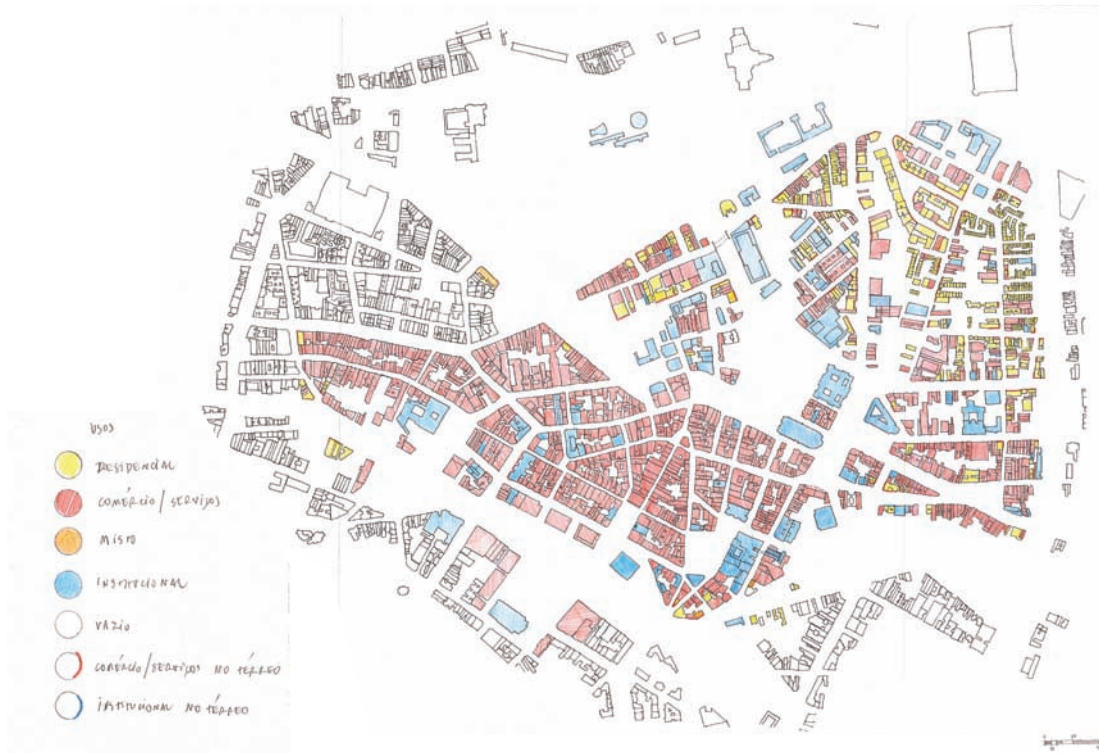 USOS
RESIDENCIAL
COMÉRCIO / SERVIÇOS
MISTO
INSTITUCIONAL
VAZIO
COMÉRCIO/SERVIÇOS NO TÉRREO
INSTITUCIONAL NO TÉRREO